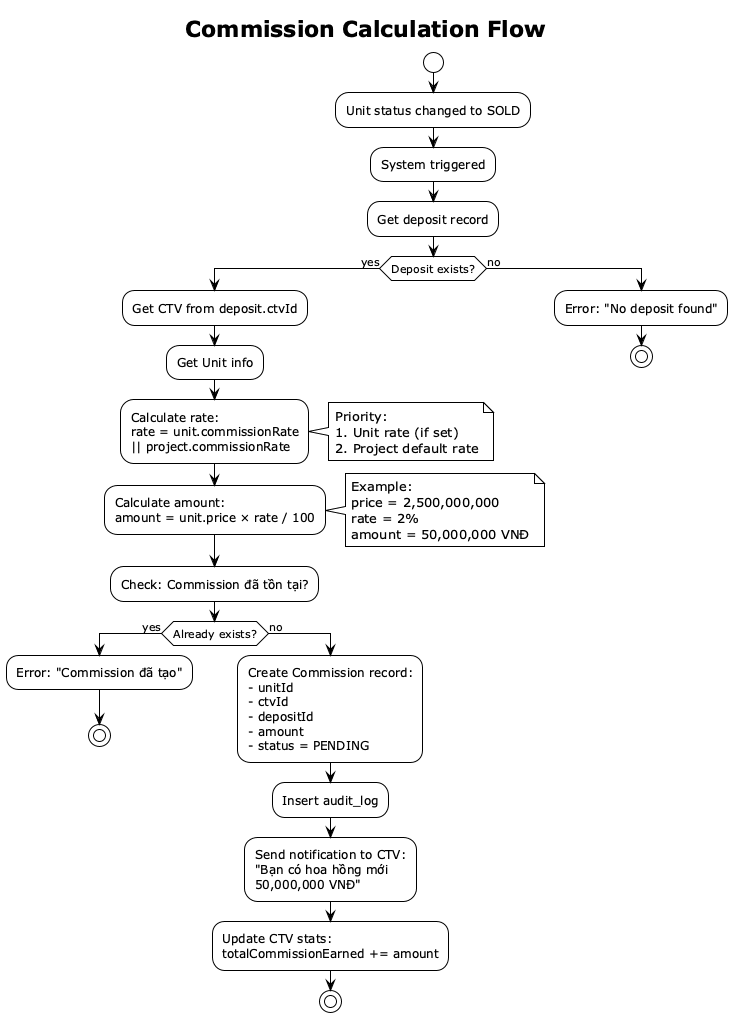 Commission Calculation Flow
Unit status changed to SOLD
System triggered
Get deposit record
Deposit exists?
yes
no
Get CTV from deposit.ctvId
Error: "No deposit found"
Get Unit info
Calculate rate:
rate = unit.commissionRate
|| project.commissionRate
Priority:
1. Unit rate (if set)
2. Project default rate
Calculate amount:
amount = unit.price × rate / 100
Example:
price = 2,500,000,000
rate = 2%
amount = 50,000,000 VNĐ
Check: Commission đã tồn tại?
Already exists?
yes
no
Error: "Commission đã tạo"
Create Commission record:
- unitId
- ctvId
- depositId
- amount
- status = PENDING
Insert audit_log
Send notification to CTV:
"Bạn có hoa hồng mới
50,000,000 VNĐ"
Update CTV stats:
totalCommissionEarned += amount